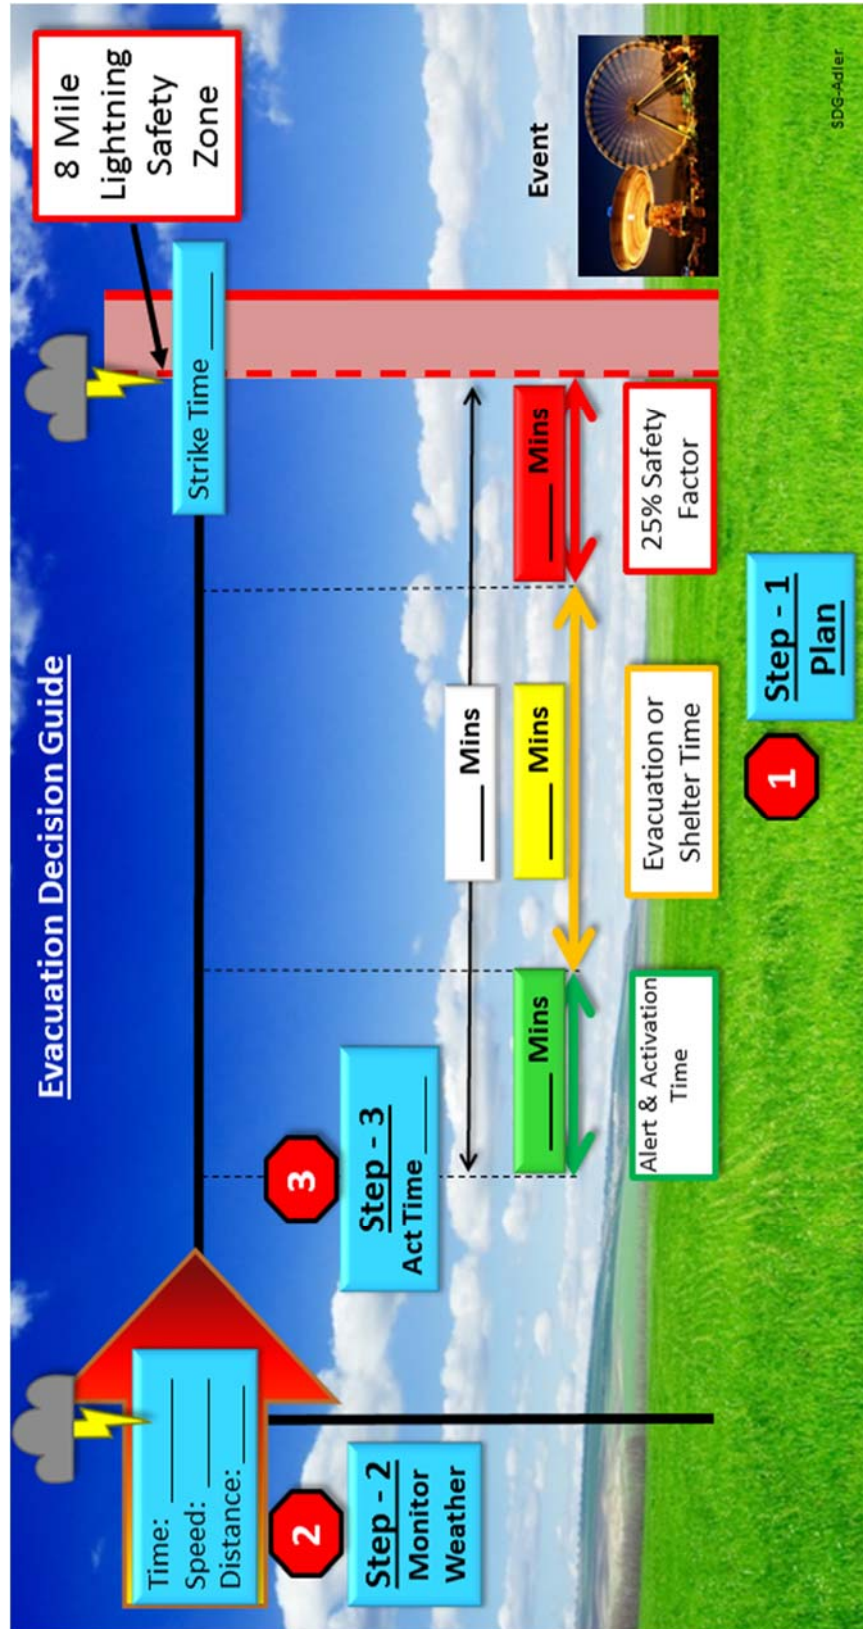 Evacuation Decision Guide
8 Mile
Lightning
Safety
Zone
Time: ______
Speed: ______
Distance: ____
Strike Time ____
2
Step - 2
Monitor
Weather
3
Step - 3
Act Time ____
____ Mins
____ Mins
____ Mins
____ Mins
Event
Alert & Activation
Time
Evacuation or
Shelter Time
25% Safety
Factor
1
Step - 1
Plan
SDG-Adler